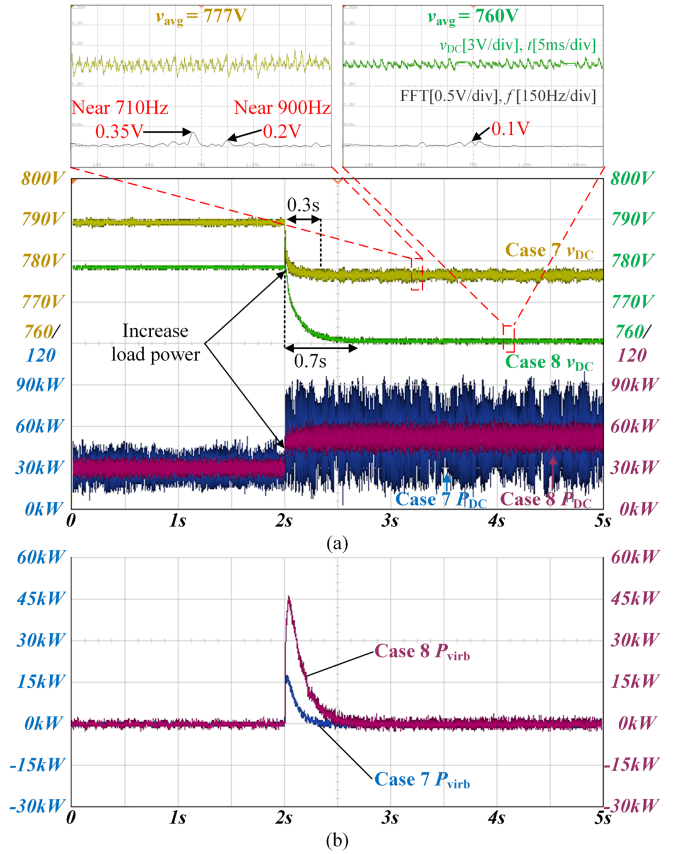 v_avg = 777V
v_avg = 760V
v_DC[3V/div], t[5ms/div]
Near 710Hz
0.35V
Near 900Hz
0.2V
FFT[0.5V/div], f[150Hz/div]
0.1V
800V
790V
780V
770V
760/
120
90kW
60kW
30kW
0kW
800V
790V
780V
770V
760/
120
90kW
60kW
30kW
0kW
0.3s
Case 7 v_DC
Increase
load power
0.7s
Case 8 v_DC
Case 7 P_DC
Case 8 P_DC
0
1s
2s
3s
4s
5s
(a)
60kW
45kW
30kW
15kW
0kW
-15kW
-30kW
60kW
45kW
30kW
15kW
0kW
-15kW
-30kW
Case 8 P_virb
Case 7 P_virb
0
1s
2s
3s
4s
5s
(b)